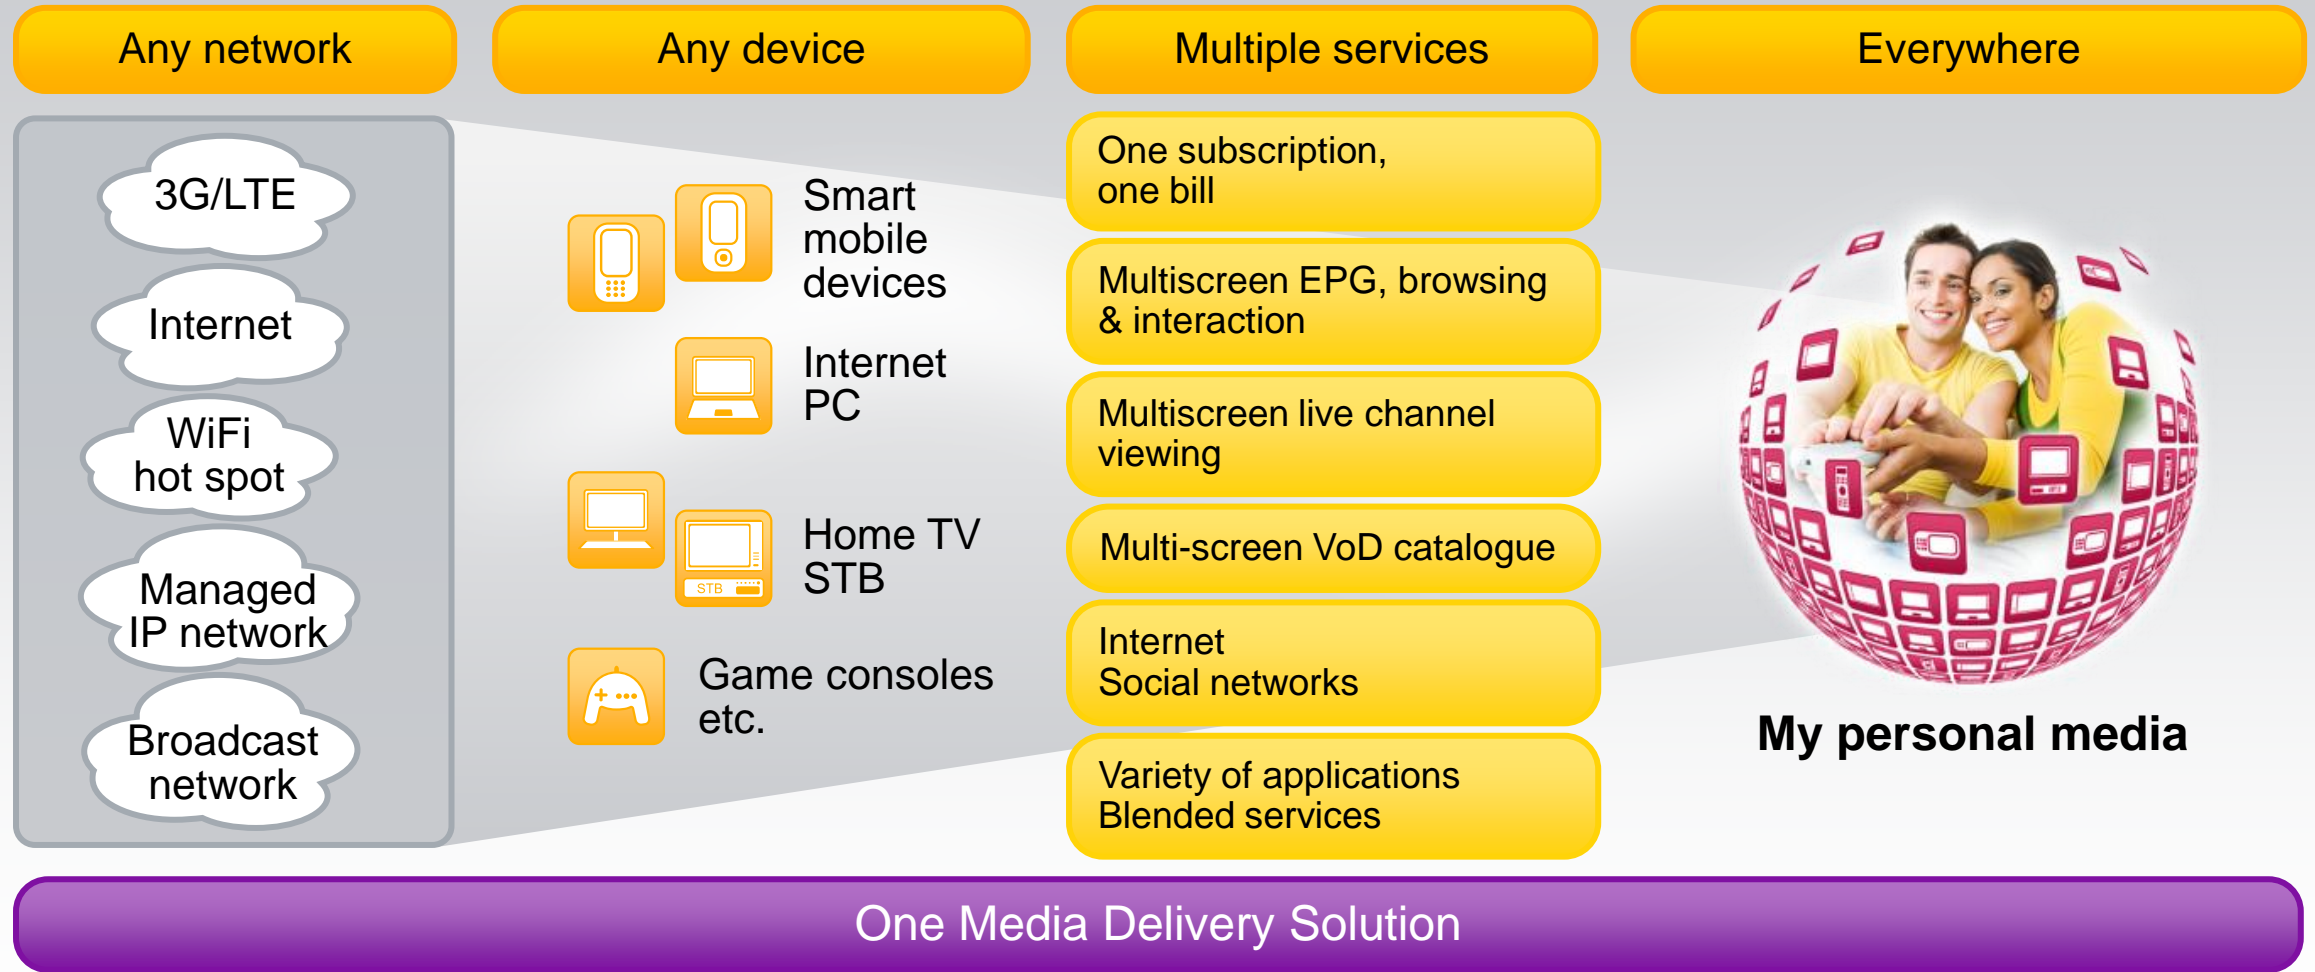 Any network
Any device
Multiple services
Everywhere
3G/LTE
Internet
WiFi
hot spot
Managed
IP network
Broadcast
network
Smart
mobile
devices
Internet
PC
Home TV
STB
STB
Game consoles
etc.
One subscription,
one bill
Multiscreen EPG, browsing
& interaction
Multiscreen live channel
viewing
Multi-screen VoD catalogue
Internet
Social networks
Variety of applications
Blended services
My personal media
One Media Delivery Solution